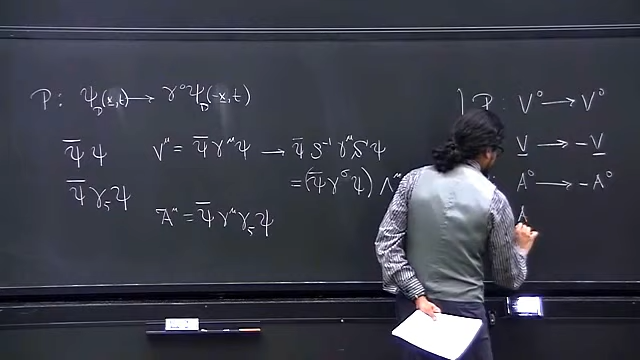 P: ψ_D(x̲,t) → γ⁰ψ_D(-x̲,t)
ψ̄ψ
ψ̄γ₅ψ
V^μ = ψ̄γ^μψ → ψ̄S⁻¹γ^μSψ
= (ψ̄γ^σψ) Λ^μ
A^μ = ψ̄γ^μγ₅ψ
P: V⁰ → V⁰
V̲ → -V̲
A⁰ → -A⁰
A